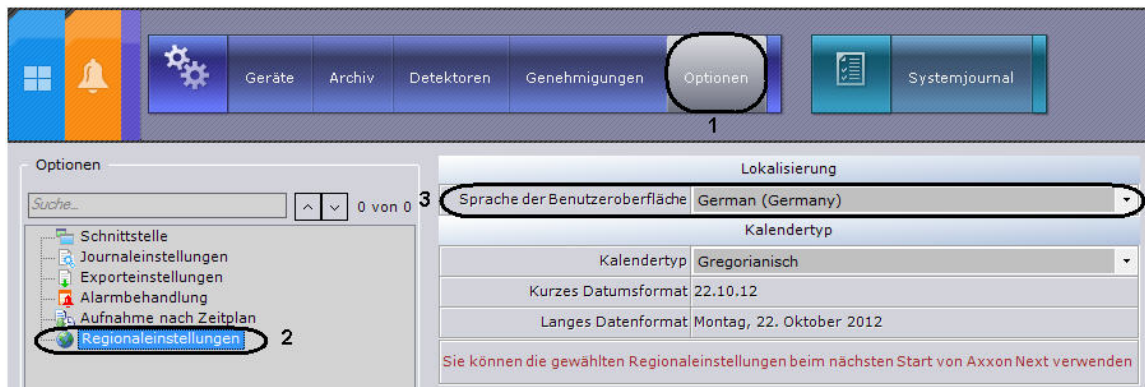 Geräte Archiv Detektoren Genehmigungen Optionen Systemjournal
1
Optionen
Suche... 0 von 0
Schnittstelle
Journaleinstellungen
Exporteinstellungen
Alarmbehandlung
Aufnahme nach Zeitplan
Regionaleinstellungen 2
Lokalisierung
3 Sprache der Benutzeroberfläche German (Germany)
Kalendertyp
Kalendertyp Gregorianisch
Kurzes Datumsformat 22.10.12
Langes Datenformat Montag, 22. Oktober 2012
Sie können die gewählten Regionaleinstellungen beim nächsten Start von Axxon Next verwenden